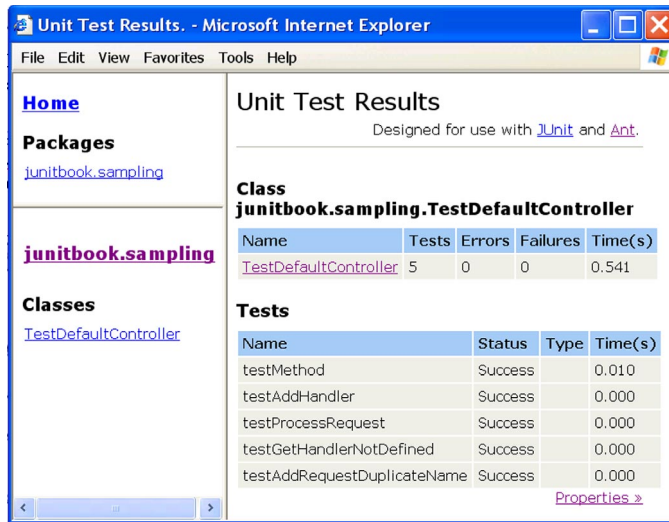 Unit Test Results. - Microsoft Internet Explorer
File Edit View Favorites Tools Help
Home
Packages
junitbook.sampling
junitbook.sampling
Classes
TestDefaultController
Unit Test Results
Designed for use with JUnit and Ant.
Class
junitbook.sampling.TestDefaultController
Name Tests Errors Failures Time(s)
TestDefaultController 5 0 0 0.541
Tests
Name Status Type Time(s)
testMethod Success 0.010
testAddHandler Success 0.000
testProcessRequest Success 0.000
testGetHandlerNotDefined Success 0.000
testAddRequestDuplicateName Success 0.000
Properties »